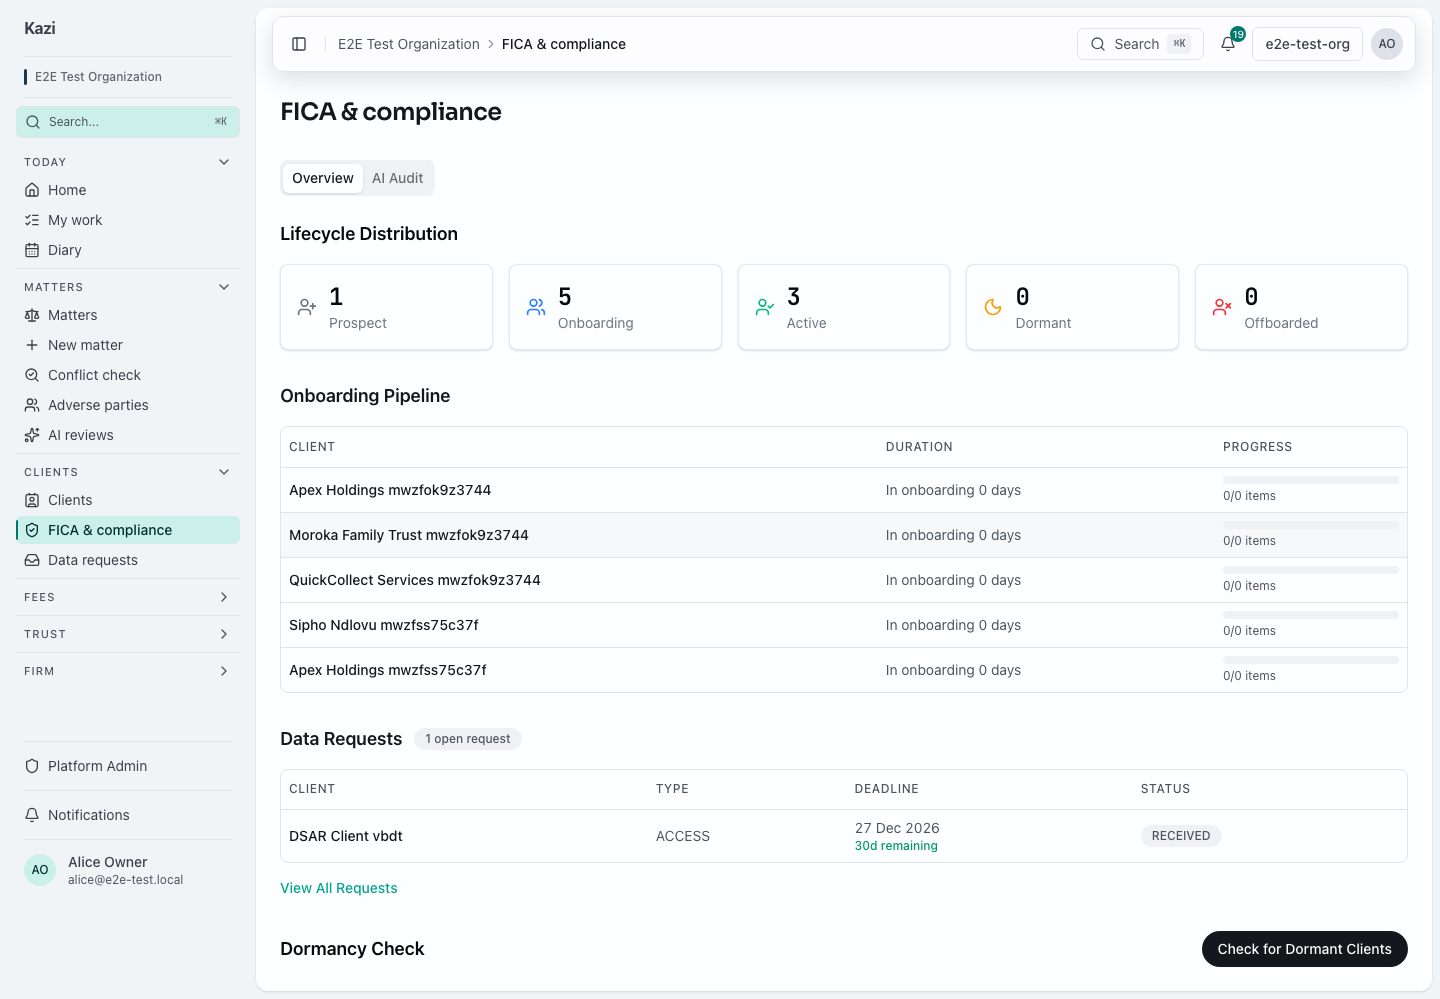 Kazi
E2E Test Organization
Search... ⌘K
TODAY
Home
My work
Diary
MATTERS
Matters
New matter
Conflict check
Adverse parties
AI reviews
CLIENTS
Clients
FICA & compliance
Data requests
FEES
TRUST
FIRM
Platform Admin
Notifications
AO
Alice Owner
alice@e2e-test.local
E2E Test Organization > FICA & compliance
Search ⌘K
19
e2e-test-org
AO
FICA & compliance
Overview AI Audit
Lifecycle Distribution
1
Prospect
5
Onboarding
3
Active
0
Dormant
0
Offboarded
Onboarding Pipeline
CLIENT DURATION PROGRESS
Apex Holdings mwzfok9z3744 In onboarding 0 days 0/0 items
Moroka Family Trust mwzfok9z3744 In onboarding 0 days 0/0 items
QuickCollect Services mwzfok9z3744 In onboarding 0 days 0/0 items
Sipho Ndlovu mwzfss75c37f In onboarding 0 days 0/0 items
Apex Holdings mwzfss75c37f In onboarding 0 days 0/0 items
Data Requests 1 open request
CLIENT TYPE DEADLINE STATUS
DSAR Client vbdt ACCESS 27 Dec 2026 RECEIVED
30d remaining
View All Requests
Dormancy Check Check for Dormant Clients